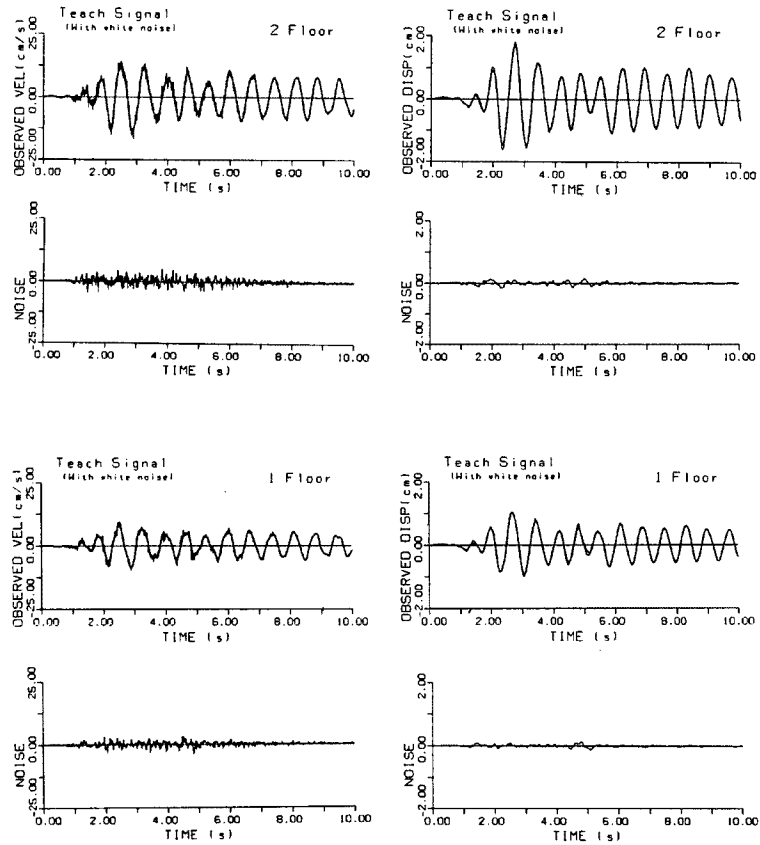 Teach Signal
(With white noise)
2 Floor
OBSERVED VEL(cm/s)
25.00
0.00
-25.00
0.00 2.00 4.00 6.00 8.00 10.00
TIME (s)
Teach Signal
(With white noise)
2 Floor
OBSERVED DISP(cm)
2.00
0.00
-2.00
0.00 2.00 4.00 6.00 8.00 10.00
TIME (s)
NOISE
25.00
0.00
-25.00
0.00 2.00 4.00 6.00 8.00 10.00
TIME (s)
NOISE
2.00
0.00
-2.00
0.00 2.00 4.00 6.00 8.00 10.00
TIME (s)
Teach Signal
(With white noise)
1 Floor
OBSERVED VEL(cm/s)
25.00
0.00
-25.00
0.00 2.00 4.00 6.00 8.00 10.00
TIME (s)
Teach Signal
(With white noise)
1 Floor
OBSERVED DISP(cm)
2.00
0.00
-2.00
0.00 2.00 4.00 6.00 8.00 10.00
TIME (s)
NOISE
25.00
0.00
-25.00
0.00 2.00 4.00 6.00 8.00 10.00
TIME (s)
NOISE
2.00
0.00
-2.00
0.00 2.00 4.00 6.00 8.00 10.00
TIME (s)